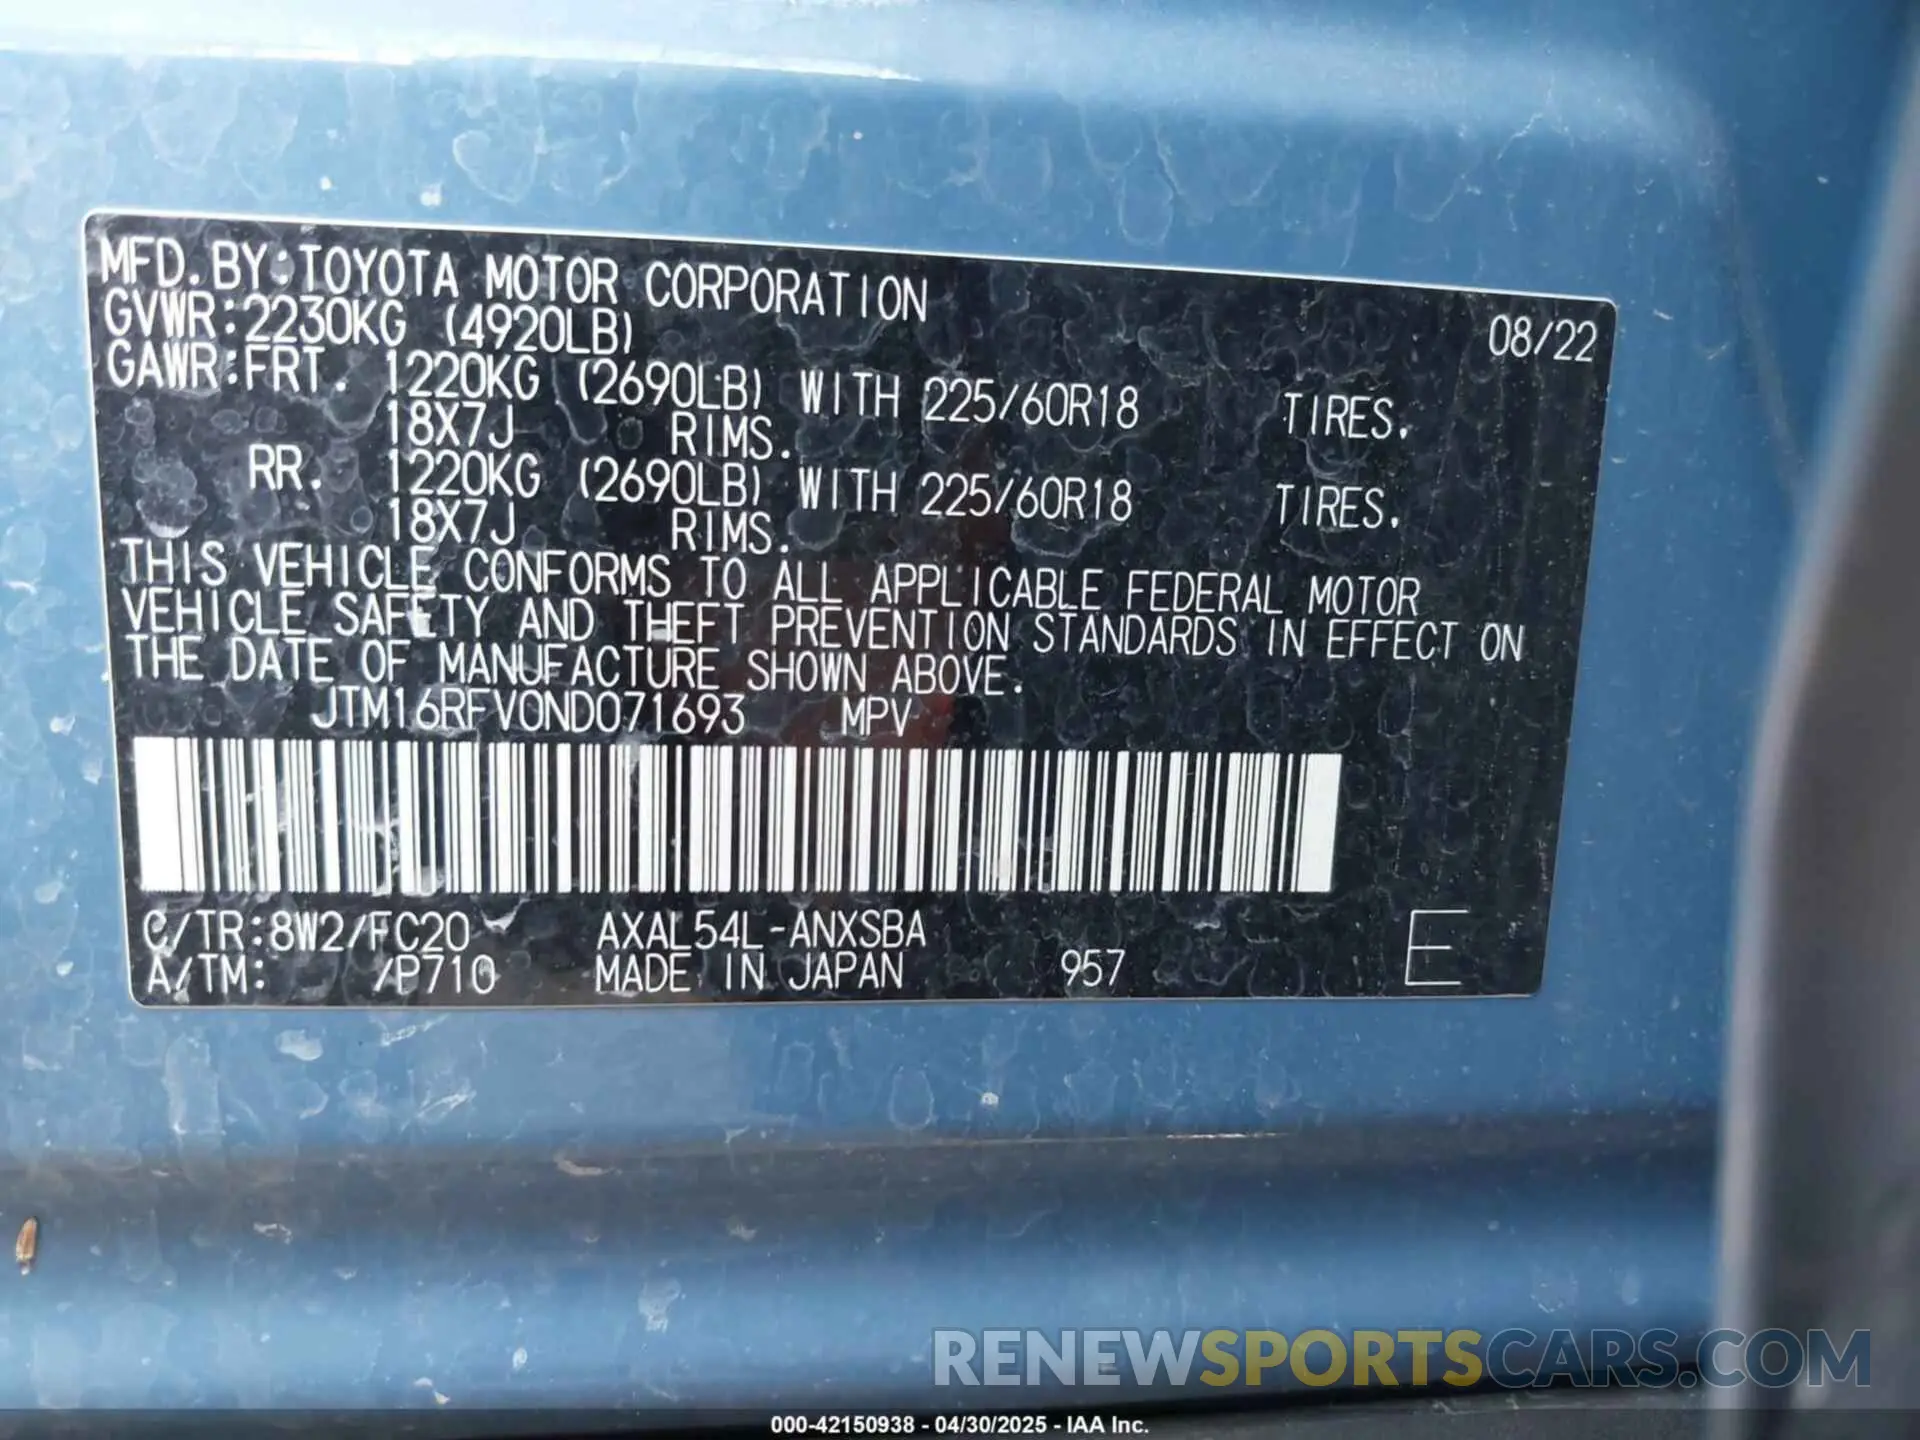 MFD.BY:TOYOTA MOTOR CORPORATION
08/22
GVWR:2230KG (4920LB)
GAWR:FRT. 1220KG (2690LB) WITH 225/60R18 TIRES.
18X7J RIMS.
RR. 1220KG (2690LB) WITH 225/60R18 TIRES.
18X7J RIMS.
THIS VEHICLE CONFORMS TO ALL APPLICABLE FEDERAL MOTOR
VEHICLE SAFETY AND THEFT PREVENTION STANDARDS IN EFFECT ON
THE DATE OF MANUFACTURE SHOWN ABOVE.
JTM16RFV0ND071693 MPV
C/TR:8W2/FC20 AXAL54L-ANXSBA
A/TM: /P710 MADE IN JAPAN 957 E
RENEWSPORTSCARS.COM
000-42150938 - 04/30/2025 - IAA Inc.